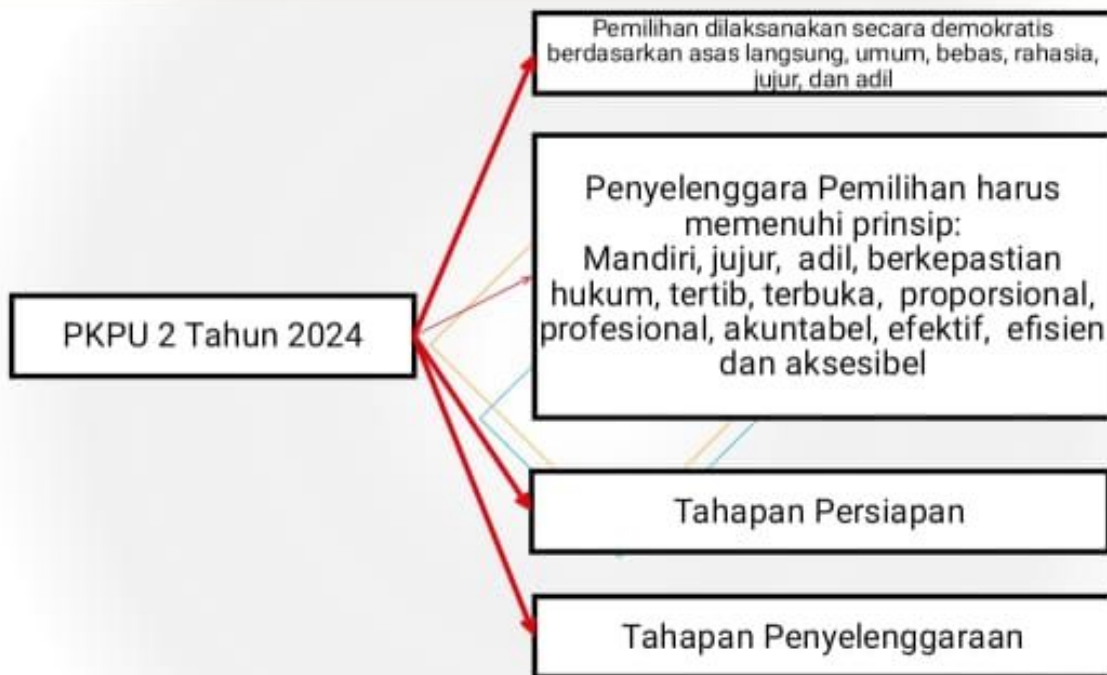 PKPU 2 Tahun 2024
Pemilihan dilaksanakan secara demokratis
berdasarkan asas langsung, umum, bebas, rahasia,
jujur, dan adil
Penyelenggara Pemilihan harus
memenuhi prinsip:
Mandiri, jujur, adil, berkepastian
hukum, tertib, terbuka, proporsional,
profesional, akuntabel, efektif, efisien
dan aksesibel
Tahapan Persiapan
Tahapan Penyelenggaraan